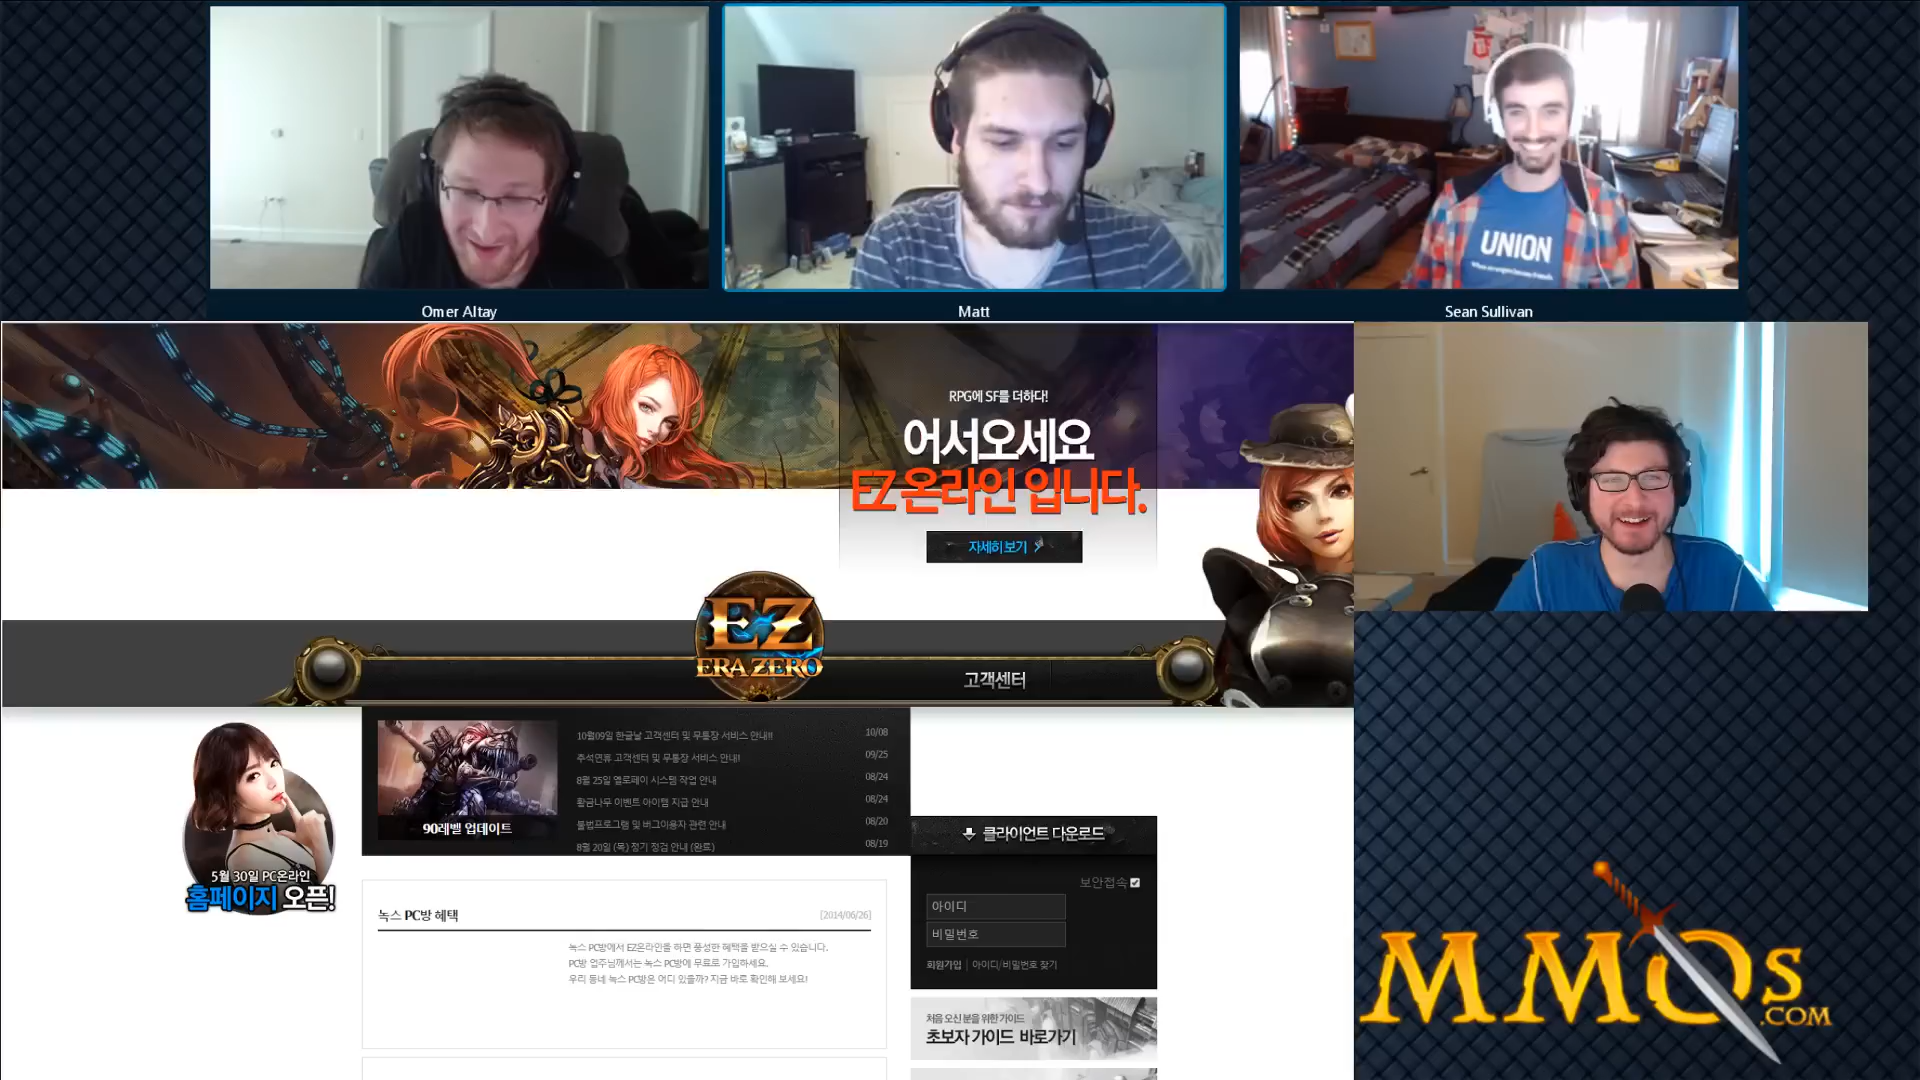 UNION
Omer Altay
Matt
Sean Sullivan
RPG에 SF를 더하다!
어서오세요
EZ 온라인 입니다.
자세히 보기
EZ
ERA ZERO
고객센터
10월09일 한글날 고객센터 및 무통장 서비스 안내!! 10/08
추석연휴 고객센터 및 무통장 서비스 안내! 09/25
8월 25일 옐로페이 시스템 작업 안내 08/24
황금나무 이벤트 아이템 지급 안내 08/24
불법프로그램 및 버그이용자 관련 안내 08/20
8월 20일 (목) 정기 점검 안내 (완료) 08/19
90레벨 업데이트
5월 30일 PC온라인
홈페이지 오픈!
클라이언트 다운로드
보안접속
아이디
비밀번호
회원가입 | 아이디/비밀번호 찾기
녹스 PC방 혜택 [2014/06/26]
녹스 PC방에서 EZ온라인을 하면 풍성한 혜택을 받으실 수 있습니다.
PC방 업주님께서는 녹스 PC방에 무료로 가입하세요.
우리 동네 녹스 PC방은 어디 있을까? 지금 바로 확인해 보세요!
처음 오신 분을 위한 가이드
초보자 가이드 바로가기
MMOs
.COM